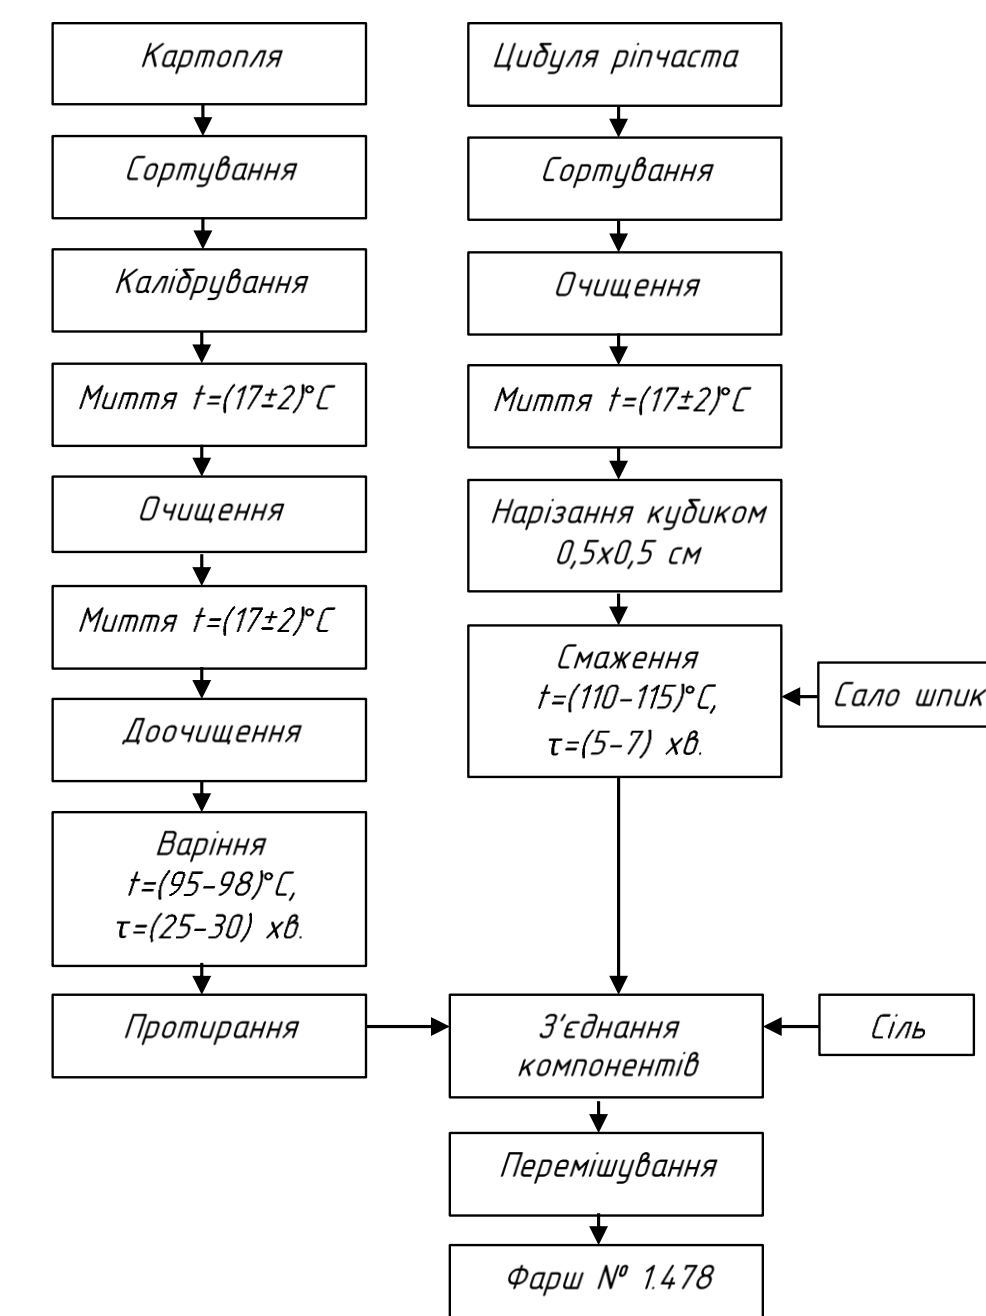 Картопля
Сортування
Калібрування
Миття t=(17±2)°C
Очищення
Миття t=(17±2)°C
Доочищення
Варіння
t=(95-98)°C,
τ=(25-30) хв.
Протирання
Цибуля ріпчаста
Сортування
Очищення
Миття t=(17±2)°C
Нарізання кубиком
0,5х0,5 см
Смаження
t=(110-115)°C,
τ=(5-7) хв.
Сало шпик
З'єднання
компонентів
Сіль
Перемішування
Фарш № 1.478